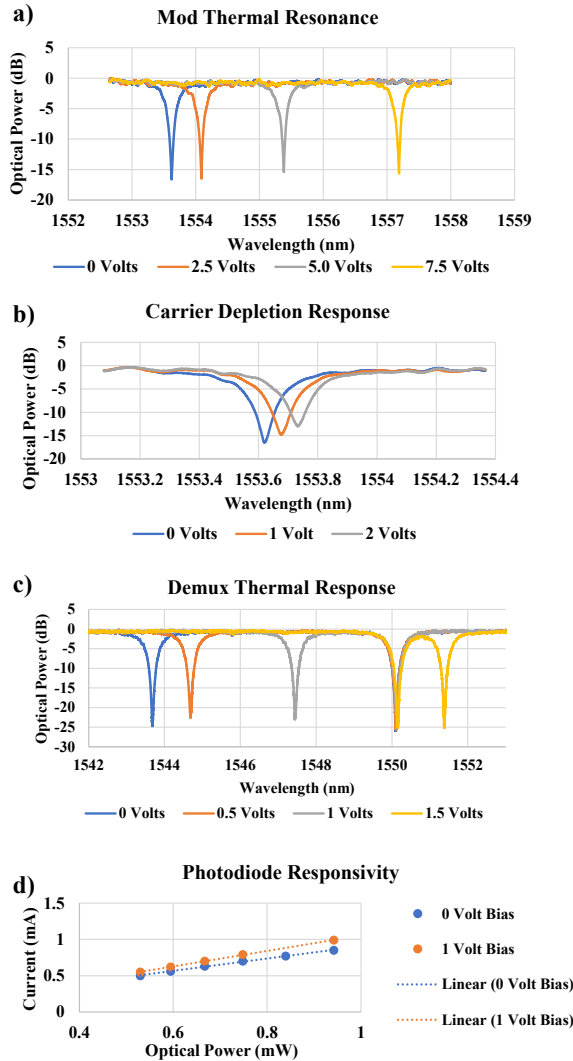 a)
Mod Thermal Resonance
Optical Power (dB)
5
0
-5
-10
-15
-20
1552 1553 1554 1555 1556 1557 1558 1559
Wavelength (nm)
0 Volts 2.5 Volts 5.0 Volts 7.5 Volts
b)
Carrier Depletion Response
Optical Power (dB)
5
0
-5
-10
-15
-20
1553 1553.2 1553.4 1553.6 1553.8 1554 1554.2 1554.4
Wavelength (nm)
0 Volts 1 Volt 2 Volts
c)
Demux Thermal Response
Optical Power (dB)
5
0
-5
-10
-15
-20
-25
-30
1542 1544 1546 1548 1550 1552
Wavelength (nm)
0 Volts 0.5 Volts 1 Volts 1.5 Volts
d)
Photodiode Responsivity
Current (mA)
1.5
1
0.5
0
0.4 0.6 0.8 1
Optical Power (mW)
0 Volt Bias
1 Volt Bias
Linear (0 Volt Bias)
Linear (1 Volt Bias)